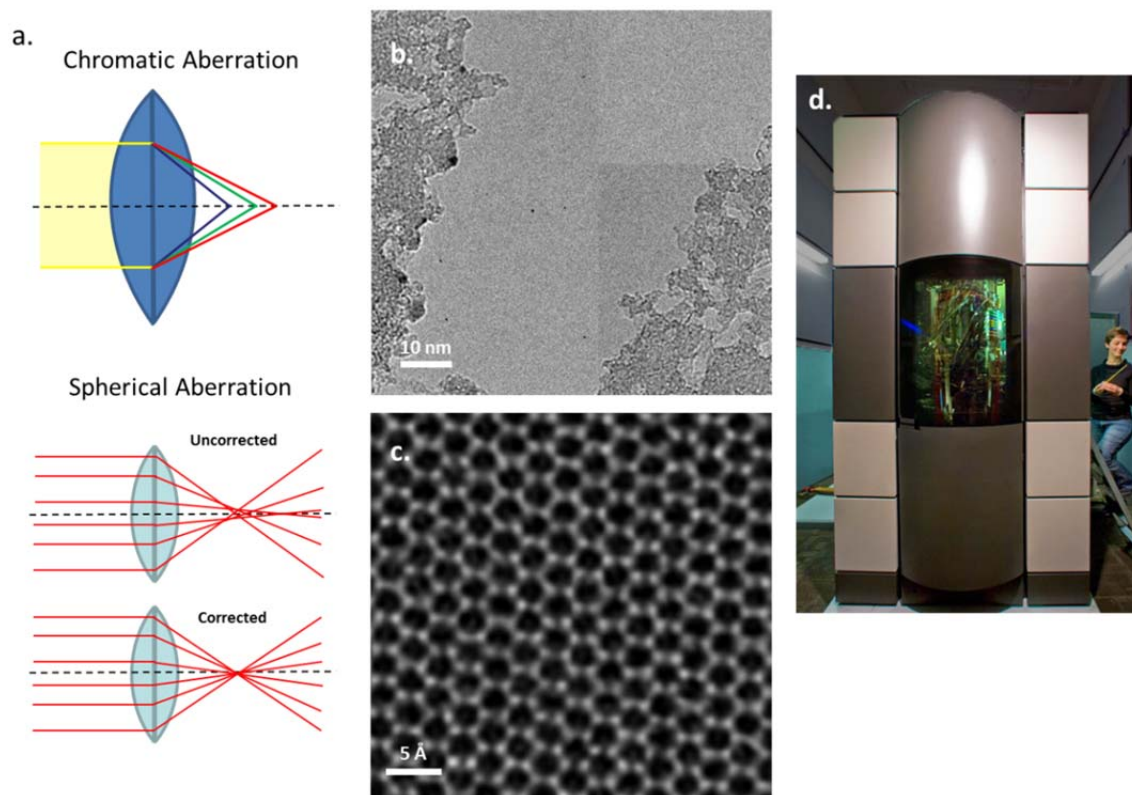 a.
Chromatic Aberration
Spherical Aberration
Uncorrected
Corrected
b.
10 nm
c.
5 Å
d.